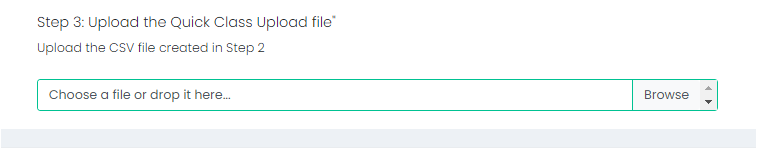 Step 3: Upload the Quick Class Upload file*
Upload the CSV file created in Step 2
Choose a file or drop it here...
Browse